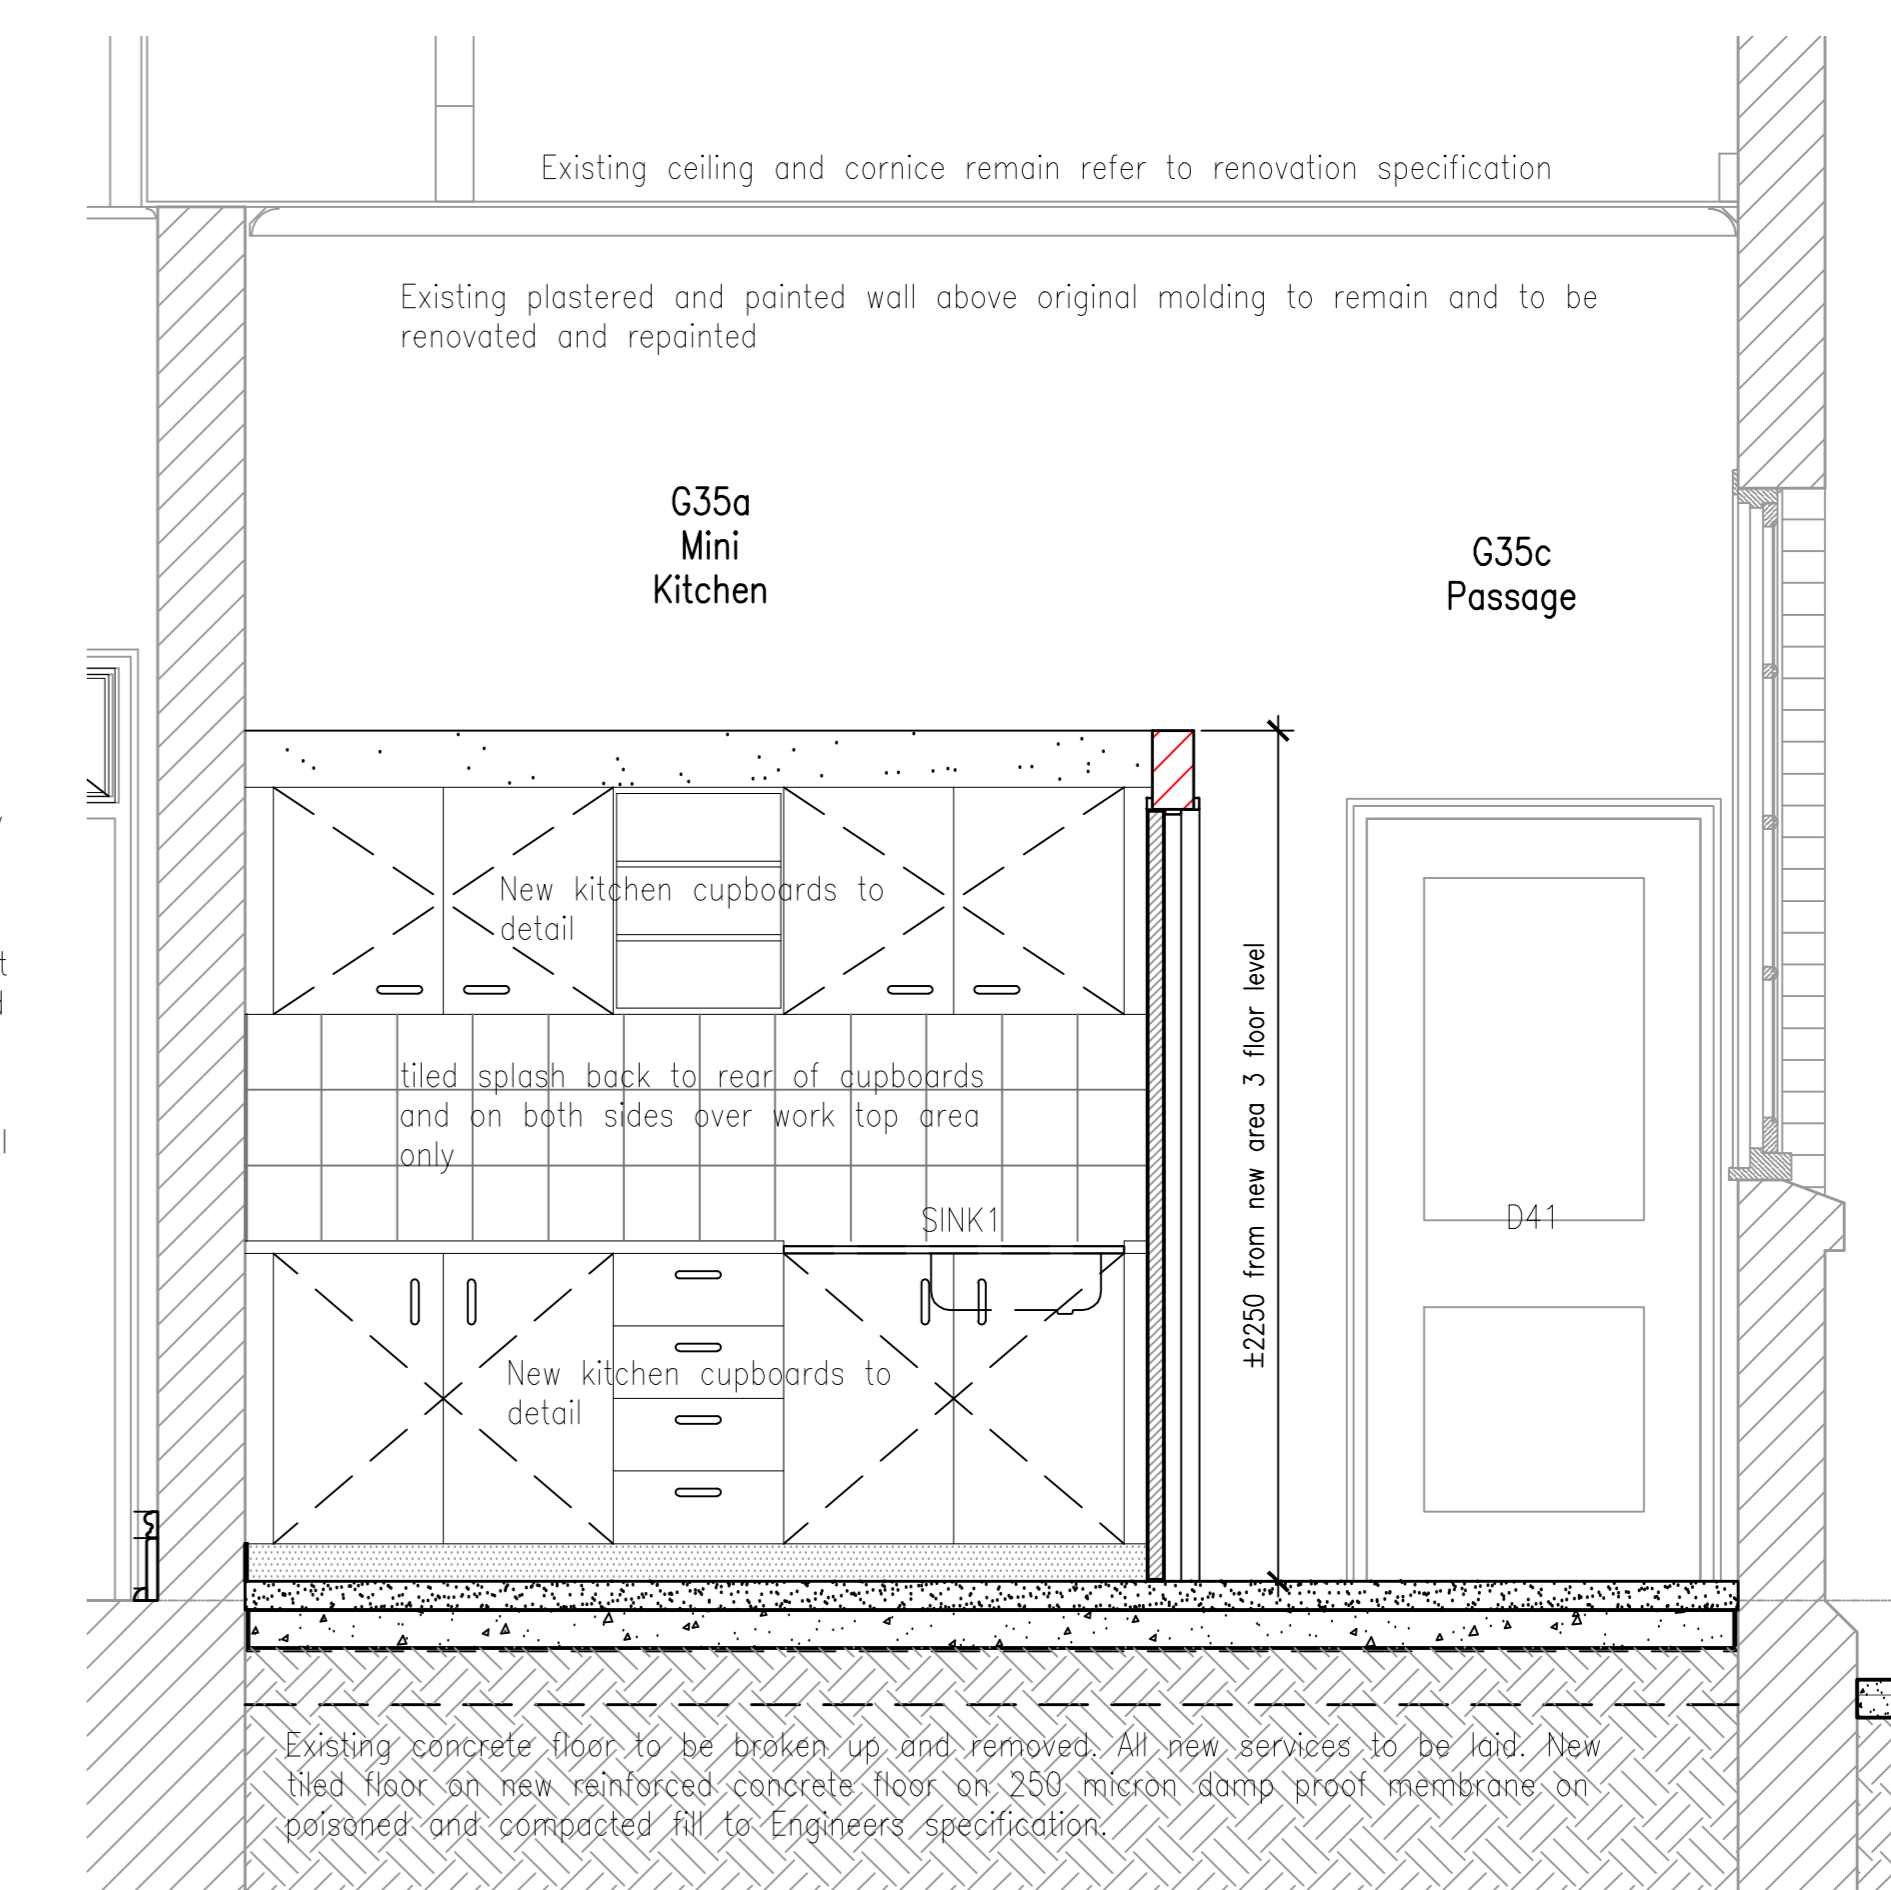 Existing ceiling and cornice remain refer to renovation specification
Existing plastered and painted wall above original molding to remain and to be
renovated and repainted
G35a
Mini
Kitchen
G35c
Passage
New kitchen cupboards to
detail
tiled splash back to rear of cupboards
and on both sides over work top area
only
SINK1
D41
±2250 from new area 3 floor level
New kitchen cupboards to
detail
Existing concrete floor to be broken up and removed. All new services to be laid. New
tiled floor on new reinforced concrete floor on 250 micron damp proof membrane on
poisoned and compacted fill to Engineers specification.